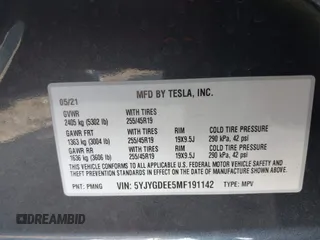 MFD BY TESLA, INC.
05/21
GVWR WITH TIRES
2405 kg (5302 lb) 255/45R19
GAWR FRT WITH TIRES RIM COLD TIRE PRESSURE
1363 kg (3004 lb) 255/45R19 19X9.5J 290 kPa, 42 psi
GAWR RR WITH TIRES RIM COLD TIRE PRESSURE
1636 kg (3606 lb) 255/45R19 19X9.5J 290 kPa, 42 psi
THIS VEHICLE CONFORMS TO ALL APPLICABLE U.S. FEDERAL MOTOR VEHICLE SAFETY
AND THEFT PREVENTION STANDARDS IN EFFECT ON THE DATE OF MANUFACTURE SHOWN ABOVE.
PNT: PMNG VIN: 5YJYGDEE5MF191142 TYPE: MPV
DREAMBID